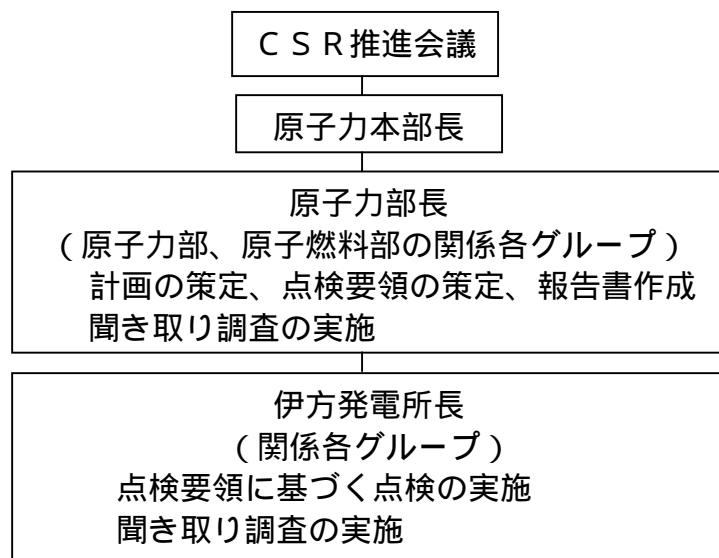 ＣＳＲ推進会議
原子力本部長
原子力部長
（原子力部、原子燃料部の関係各グループ）
計画の策定、点検要領の策定、報告書作成
聞き取り調査の実施
伊方発電所長
（関係各グループ）
点検要領に基づく点検の実施
聞き取り調査の実施